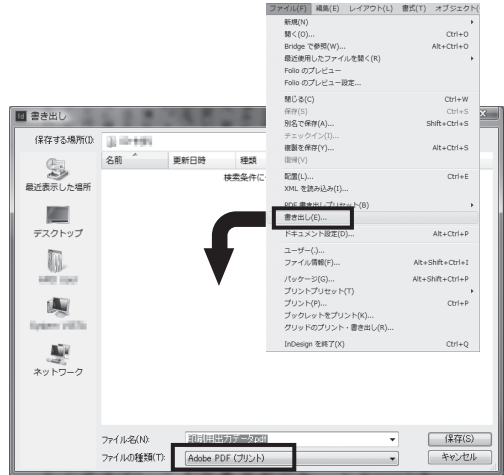 ファイル(F) 編集(E) レイアウト(L) 書式(T) オブジェクト(
新規(N)
開く(O)... Ctrl+O
Bridge で参照(W)... Alt+Ctrl+O
最近使用したファイルを開く(R)
Folio のプレビュー
Folio のプレビュー設定...
閉じる(C) Ctrl+W
保存(S) Ctrl+S
別名で保存(A)... Shift+Ctrl+S
チェックイン(I)...
複製を保存(Y)... Alt+Ctrl+S
復帰(V)
配置(L)... Ctrl+E
XML を読み込み(I)...
PDF 書き出しプリセット(B)
書き出し(E)...
ドキュメント設定(D)... Alt+Ctrl+P
ユーザー(.)...
ファイル情報(F)... Alt+Shift+Ctrl+I
パッケージ(G)... Alt+Shift+Ctrl+P
プリントプリセット(T)
プリント(P)... Ctrl+P
ブックレットをプリント(K)...
グリッドのプリント・書き出し(R)...
InDesign を終了(X) Ctrl+Q
Id 書き出し
保存する場所(I):
名前 更新日時 種類
検索条件に
最近表示した場所
デスクトップ
ネットワーク
ファイル名(N): 印刷用出力データ.pdf
ファイルの種類(T): Adobe PDF (プリント)
保存(S)
キャンセル